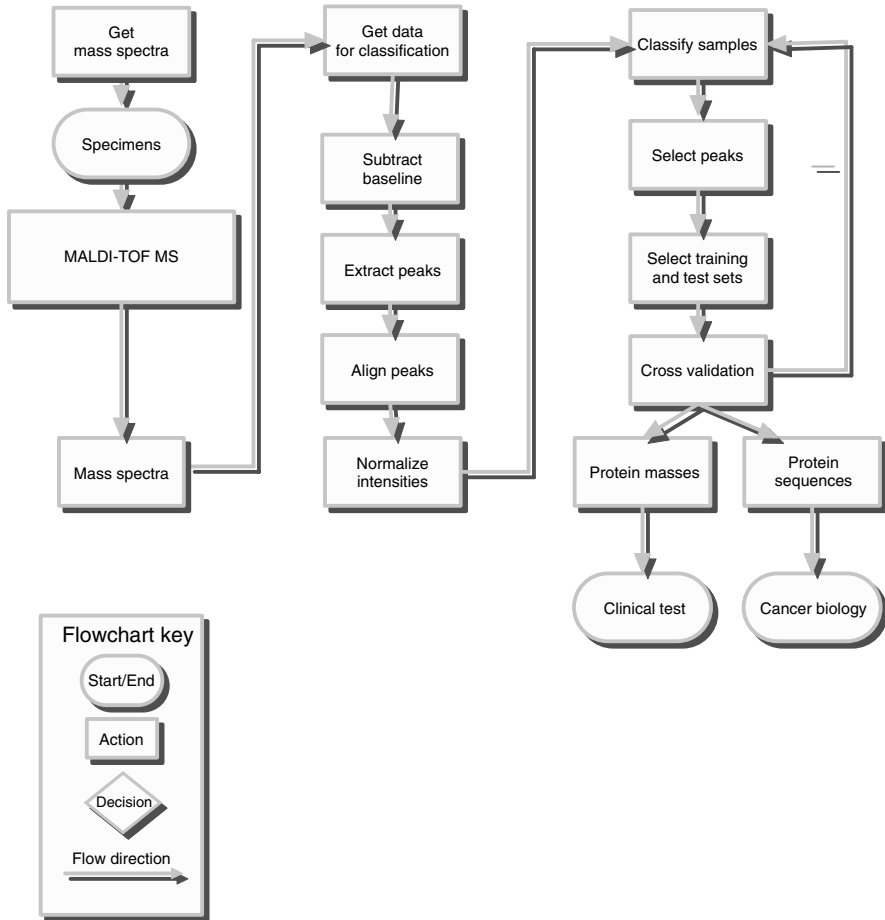 Get
mass spectra
Specimens
MALDI-TOF MS
Mass spectra
Get data
for classification
Subtract
baseline
Extract peaks
Align peaks
Normalize
intensities
Classify samples
Select peaks
Select training
and test sets
Cross validation
Protein masses
Protein
sequences
Clinical test
Cancer biology
Flowchart key
Start/End
Action
Decision
Flow direction